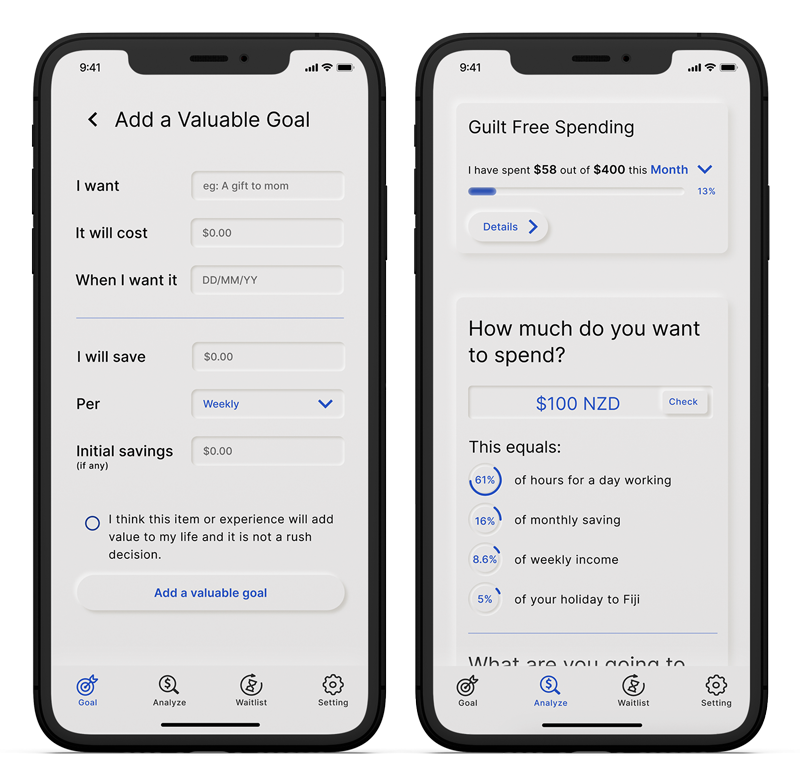 9:41
Add a Valuable Goal
I want
eg: A gift to mom
It will cost
$0.00
When I want it
DD/MM/YY
I will save
$0.00
Per
Weekly
Initial savings
(if any)
$0.00
I think this item or experience will add
value to my life and it is not a rush
decision.
Add a valuable goal
Goal
Analyze
Waitlist
Setting
9:41
Guilt Free Spending
I have spent $58 out of $400 this Month
13%
Details
How much do you want
to spend?
$100 NZD
Check
This equals:
61%
of hours for a day working
16%
of monthly saving
8.6%
of weekly income
5%
of your holiday to Fiji
What are you going to
Goal
Analyze
Waitlist
Setting